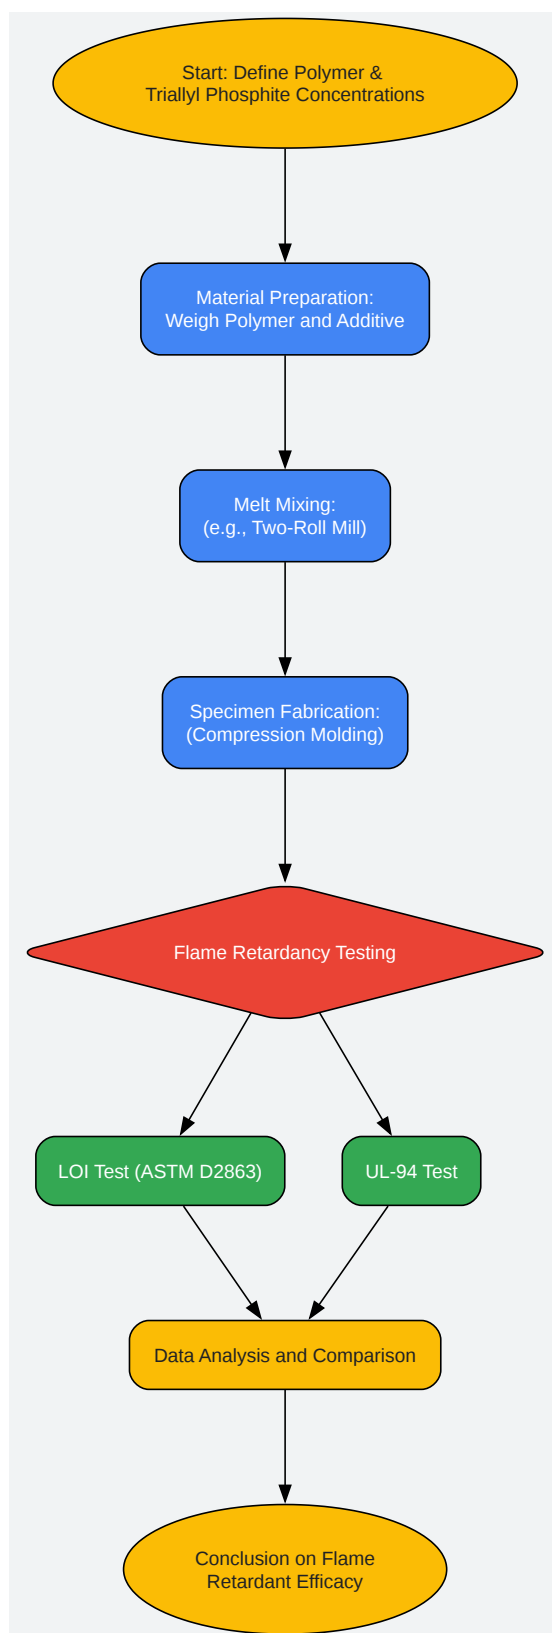 Start: Define Polymer &
Triallyl Phosphite Concentrations
Material Preparation:
Weigh Polymer and Additive
Melt Mixing:
(e.g., Two-Roll Mill)
Specimen Fabrication:
(Compression Molding)
Flame Retardancy Testing
LOI Test (ASTM D2863)
UL-94 Test
Data Analysis and Comparison
Conclusion on Flame
Retardant Efficacy